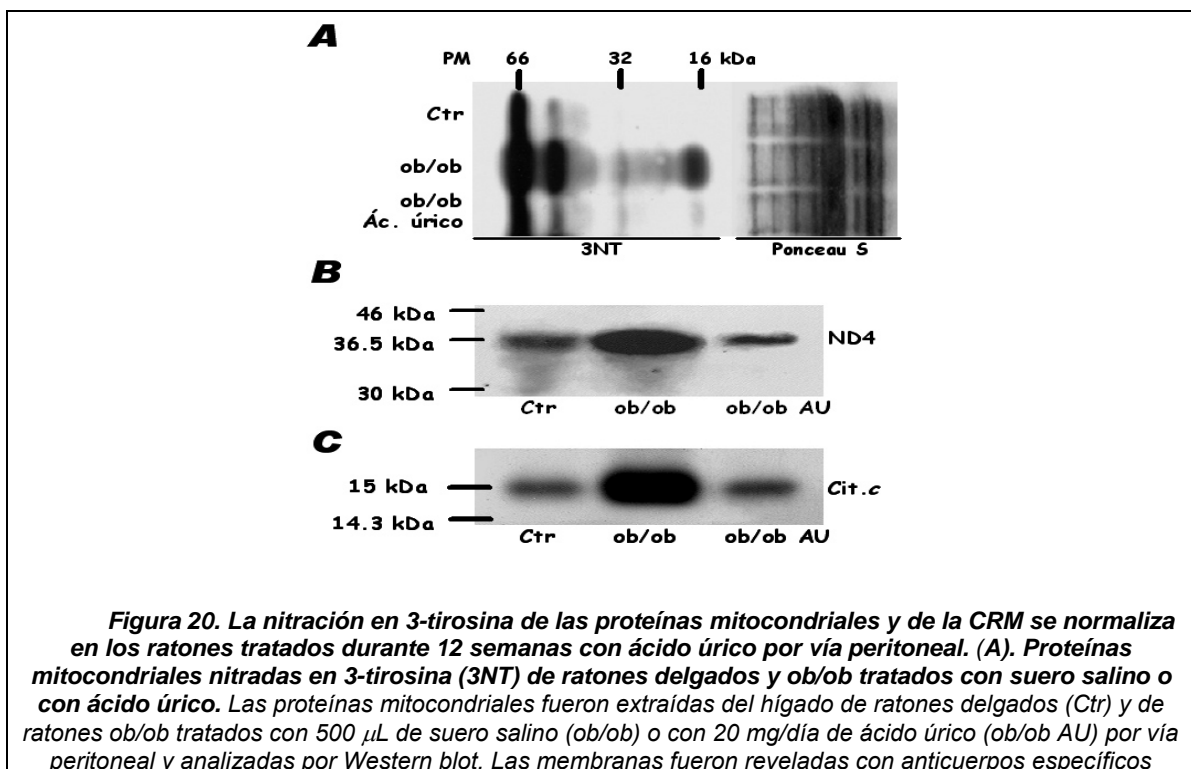 A
PM 66 32 16 kDa
Ctr
ob/ob
ob/ob
Ác. úrico
3NT Ponceau S
B
46 kDa
36.5 kDa ND4
30 kDa
Ctr ob/ob ob/ob AU
C
15 kDa Cit.c
14.3 kDa
Ctr ob/ob ob/ob AU
Figura 20. La nitración en 3-tirosina de las proteínas mitocondriales y de la CRM se normaliza
en los ratones tratados durante 12 semanas con ácido úrico por vía peritoneal. (A). Proteínas
mitocondriales nitradas en 3-tirosina (3NT) de ratones delgados y ob/ob tratados con suero salino o
con ácido úrico. Las proteínas mitocondriales fueron extraídas del hígado de ratones delgados (Ctr) y de
ratones ob/ob tratados con 500 μL de suero salino (ob/ob) o con 20 mg/día de ácido úrico (ob/ob AU) por vía
peritoneal y analizadas por Western blot. Las membranas fueron reveladas con anticuerpos específicos